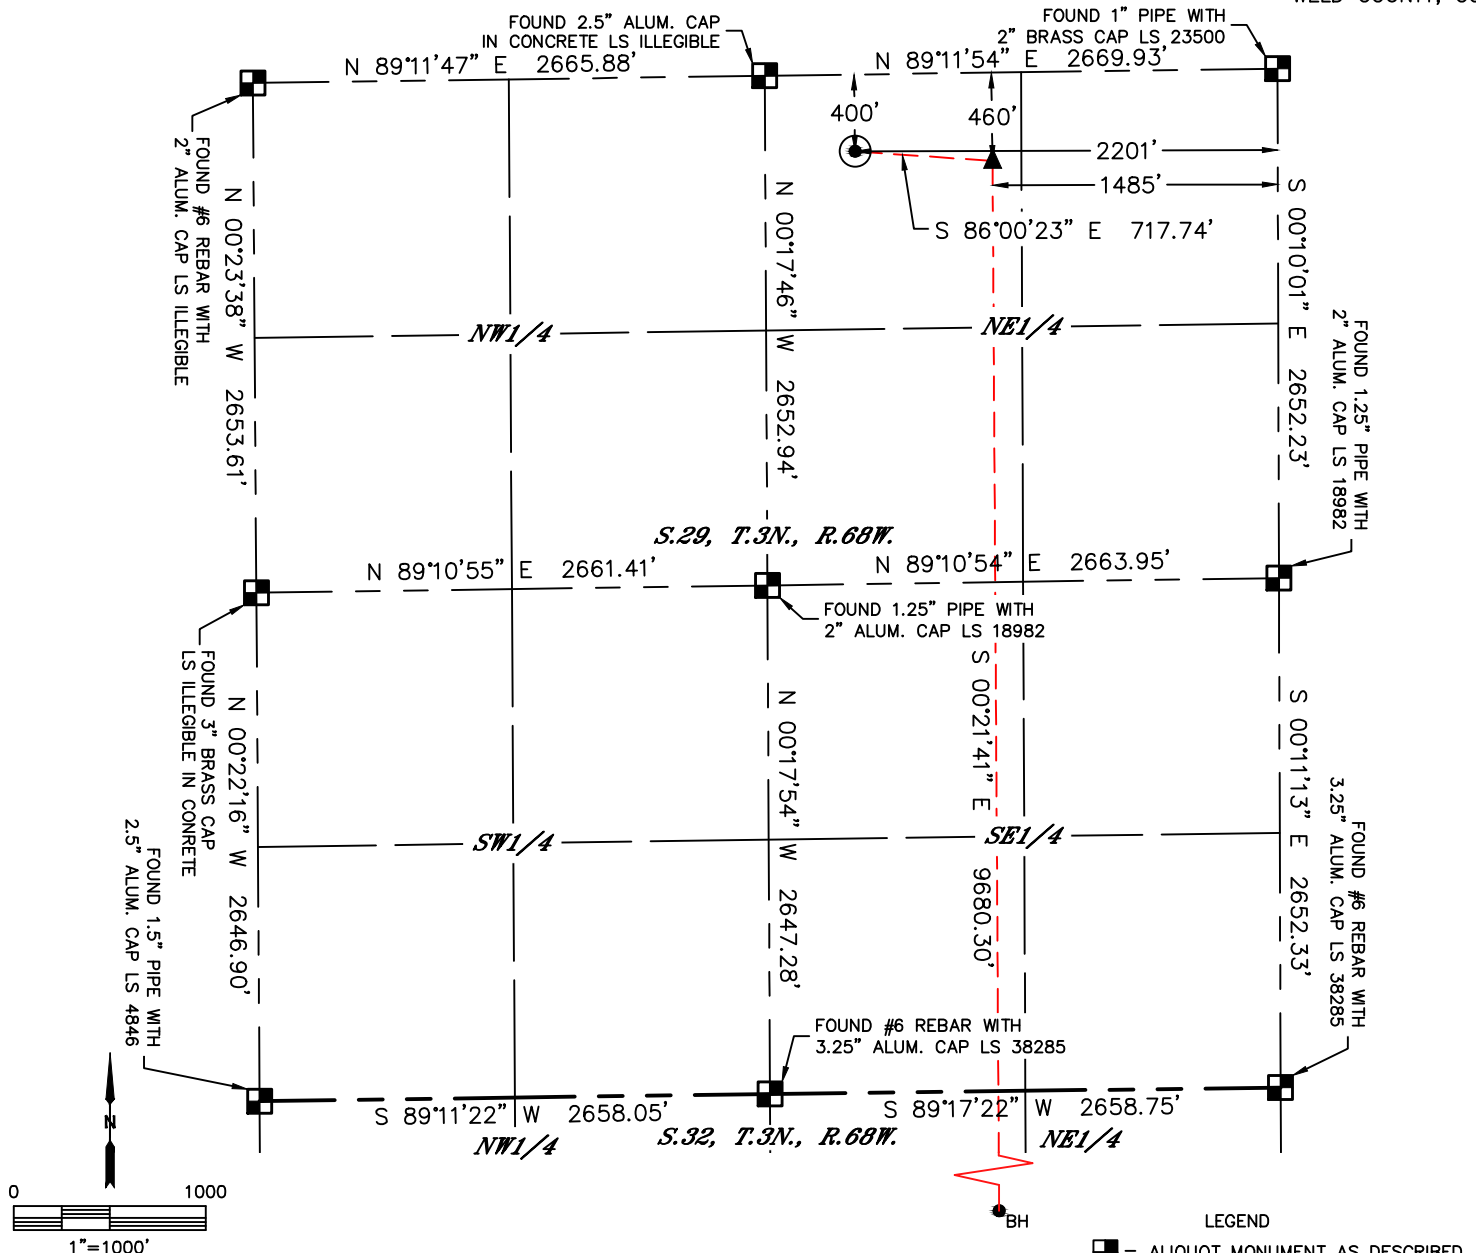 FOUND 2.5" ALUM. CAP
IN CONCRETE LS ILLEGIBLE
FOUND 1" PIPE WITH
2" BRASS CAP LS 23500
N 89°11'47" E 2665.88'
N 89°11'54" E 2669.93'
400'
460'
2201'
1485'
S 86°00'23" E 717.74'
FOUND #6 REBAR WITH
2" ALUM. CAP LS ILLEGIBLE
N 00°23'38" W 2653.61'
N 00°17'46" W 2652.94'
S 00°10'01" E 2652.23'
FOUND 1.25" PIPE WITH
2" ALUM. CAP LS 18982
NW1/4
NE1/4
S.29, T.3N., R.68W.
N 89°10'55" E 2661.41'
N 89°10'54" E 2663.95'
FOUND 1.25" PIPE WITH
2" ALUM. CAP LS 18982
FOUND 3" BRASS CAP
LS ILLEGIBLE IN CONRETE
N 00°22'16" W 2646.90'
N 00°17'54" W 2647.28'
S 00°21'41" E 9680.30'
S 00°11'13" E 2652.33'
FOUND #6 REBAR WITH
3.25" ALUM. CAP LS 38285
SW1/4
SE1/4
FOUND 1.5" PIPE WITH
2.5" ALUM. CAP LS 4846
FOUND #6 REBAR WITH
3.25" ALUM. CAP LS 38285
S 89°11'22" W 2658.05'
S 89°17'22" W 2658.75'
NW1/4
S.32, T.3N., R.68W.
NE1/4
N
0 1000
1"=1000'
BH
LEGEND
= ALIQUOT MONUMENT AS DESCRIBED